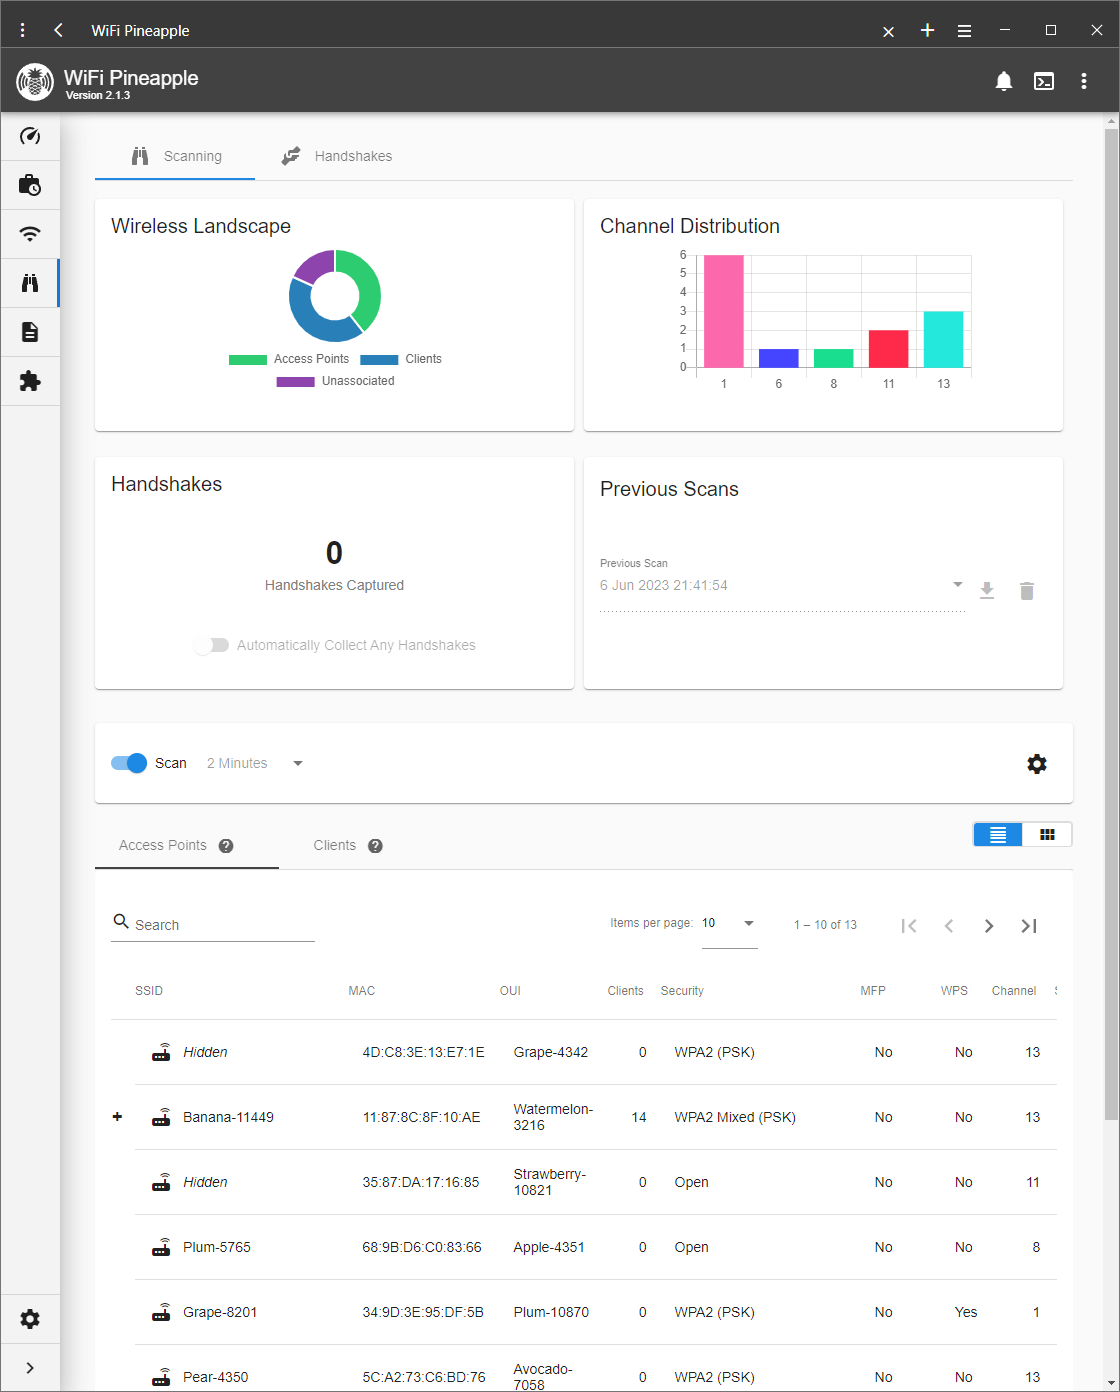 WiFi Pineapple
WiFi Pineapple
Version 2.1.3
Scanning
Handshakes
Wireless Landscape
Access Points
Clients
Unassociated
Channel Distribution
6
5
4
3
2
1
0
1
6
8
11
13
Handshakes
0
Handshakes Captured
Automatically Collect Any Handshakes
Previous Scans
Previous Scan
6 Jun 2023 21:41:54
Scan 2 Minutes
Access Points
Clients
Search
Items per page: 10
1 – 10 of 13
SSID MAC OUI Clients Security MFP WPS Channel
Hidden 4D:C8:3E:13:E7:1E Grape-4342 0 WPA2 (PSK) No No 13
Banana-11449 11:87:8C:8F:10:AE Watermelon-3216 14 WPA2 Mixed (PSK) No No 13
Hidden 35:87:DA:17:16:85 Strawberry-10821 0 Open No No 11
Plum-5765 68:9B:D6:C0:83:66 Apple-4351 0 Open No No 8
Grape-8201 34:9D:3E:95:DF:5B Plum-10870 0 WPA2 (PSK) No Yes 1
Pear-4350 5C:A2:73:C6:BD:76 Avocado-7058 0 WPA2 (PSK) No No 13